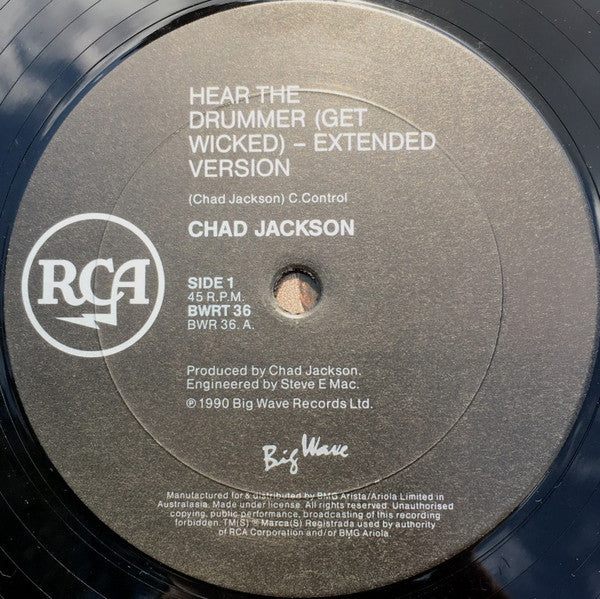 HEAR THE
DRUMMER (GET
WICKED) – EXTENDED
VERSION
(Chad Jackson) C.Control
CHAD JACKSON
RCA
SIDE 1
45 R.P.M.
BWRT 36
BWR 36. A.
Produced by Chad Jackson.
Engineered by Steve E Mac.
℗ 1990 Big Wave Records Ltd.
Big Wave
Manufactured for & distributed by BMG Arista/Ariola Limited in
Australasia. Made under license. All rights reserved. Unauthorised
copying, public performance, broadcasting of this recording
forbidden. TM(S) ® Marca(S) Registrada used by authority
of RCA Corporation and/or BMG Ariola.